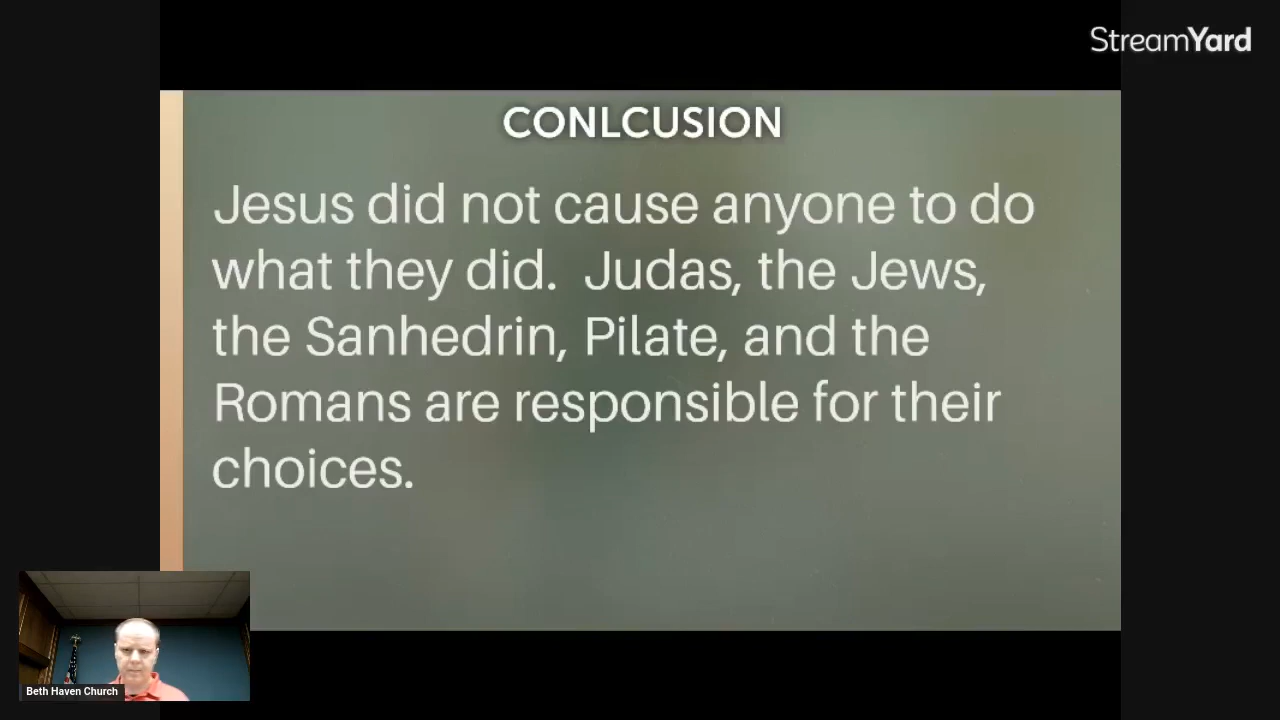 StreamYard
CONLCUSION
Jesus did not cause anyone to do
what they did.  Judas, the Jews,
the Sanhedrin, Pilate, and the
Romans are responsible for their
choices.
Beth Haven Church